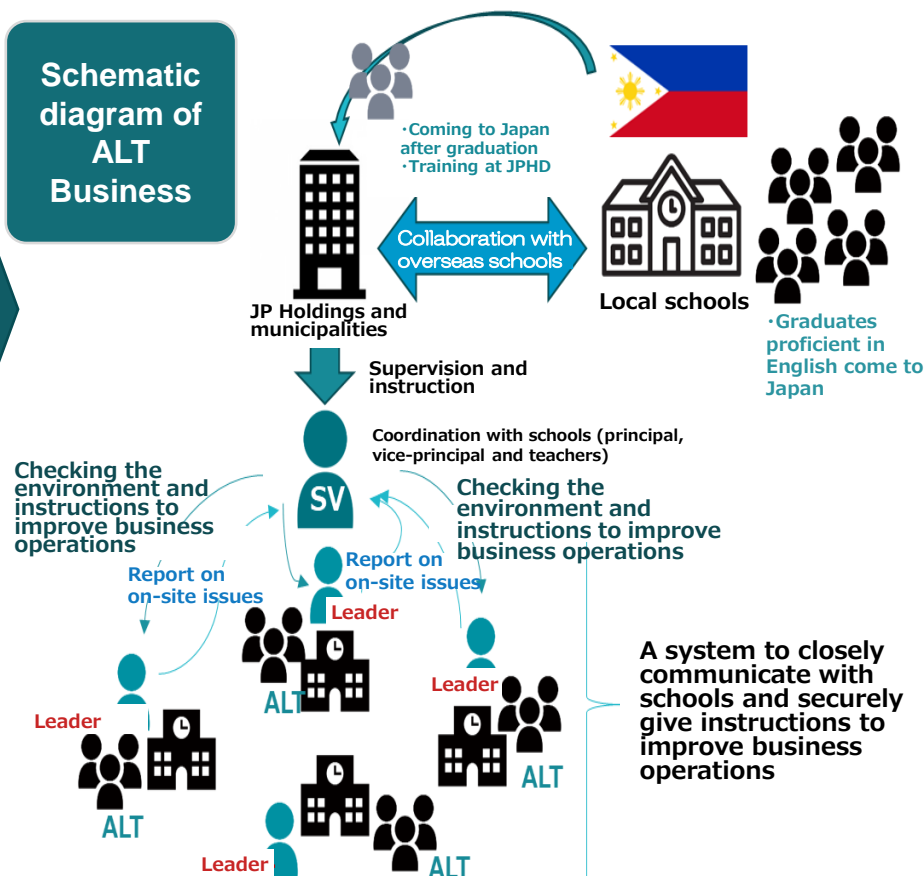 Schematic
diagram of
ALT
Business
・Coming to Japan
after graduation
・Training at JPHD
Collaboration with
overseas schools
JP Holdings and
municipalities
Local schools
・Graduates
proficient in
English come to
Japan
Supervision and
instruction
Coordination with schools (principal,
vice-principal and teachers)
SV
Checking the
environment and
instructions to
improve business
operations
Checking the
environment and
instructions to improve
business operations
Report on
on-site issues
Report on
on-site issues
Leader
ALT
Leader
ALT
Leader
ALT
Leader
ALT
A system to closely
communicate with
schools and securely
give instructions to
improve business
operations